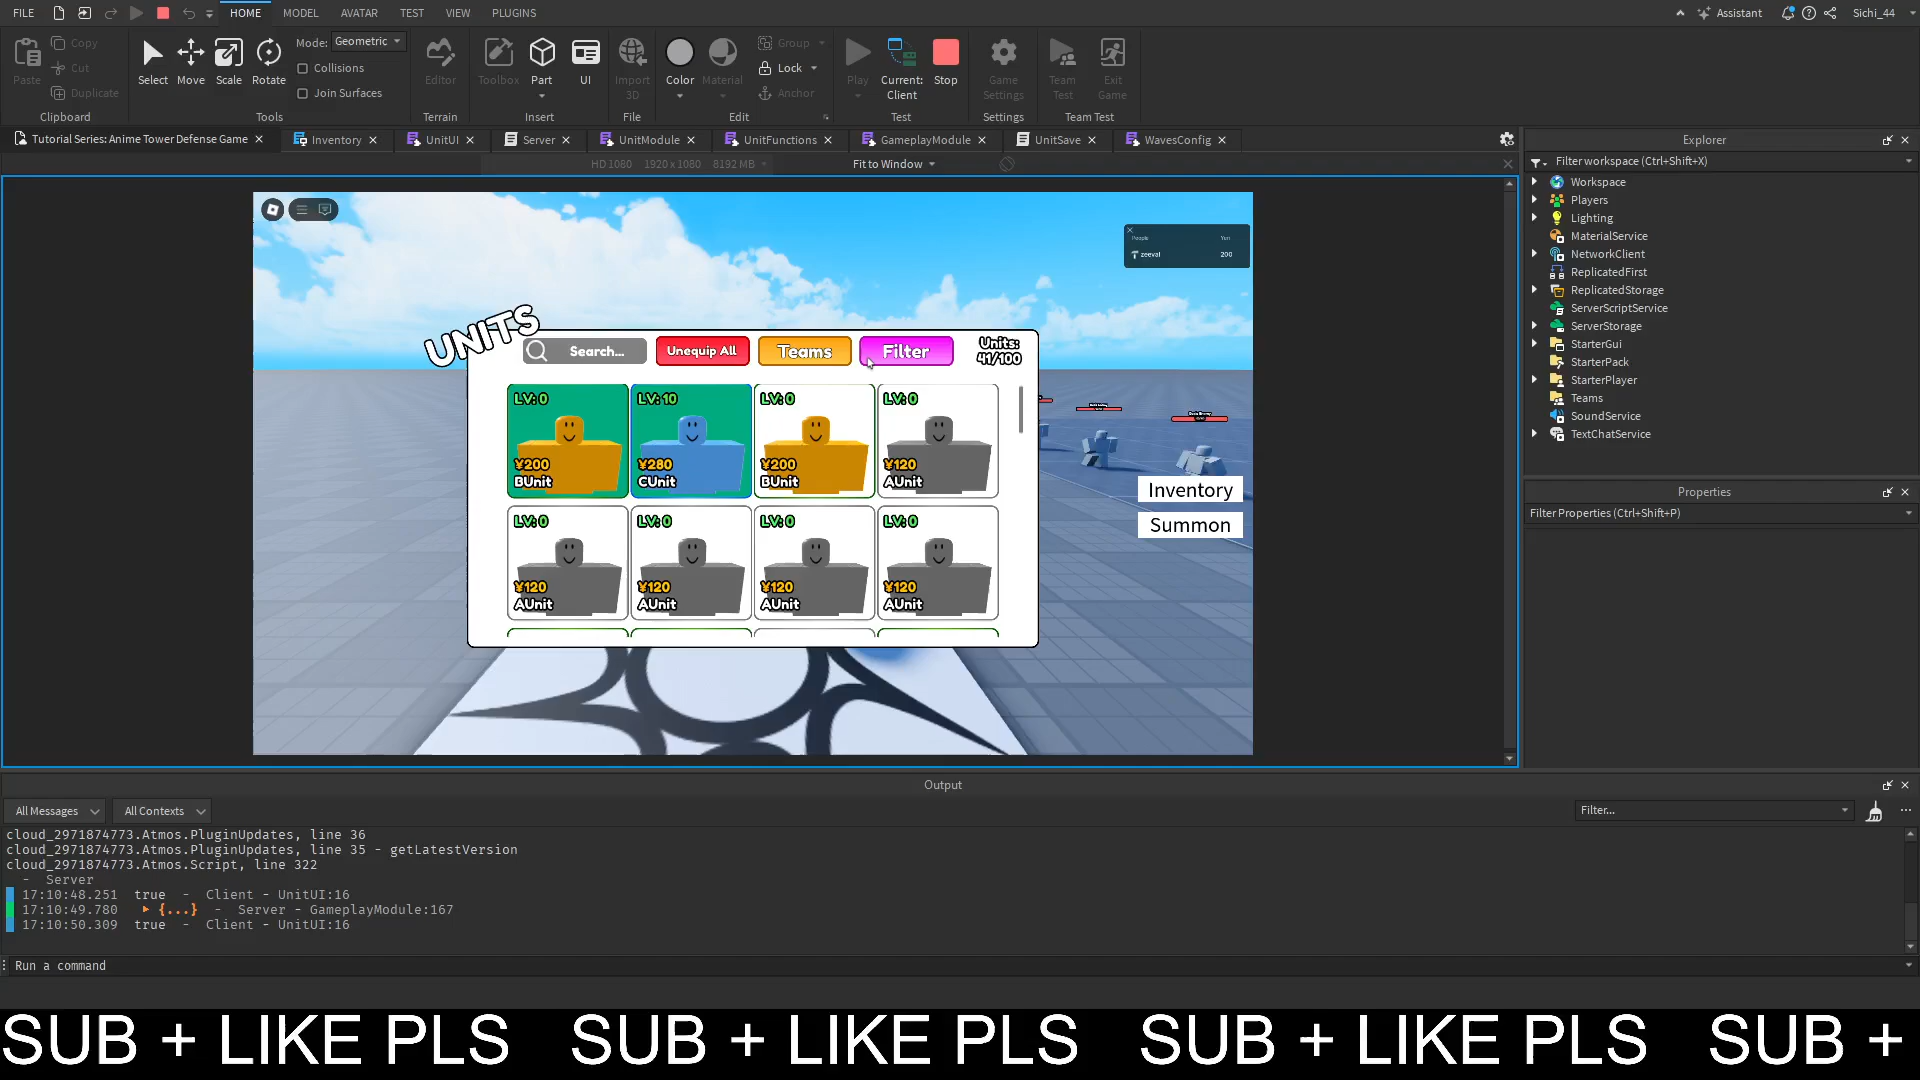 FILE HOME MODEL AVATAR TEST VIEW PLUGINS Assistant Sichi_44
Paste Copy Cut Duplicate Clipboard
Select Move Scale Rotate Mode: Geometric Collisions Join Surfaces Tools
Editor Terrain
Toolbox Part UI Insert
Import 3D File
Color Material Group Lock Anchor Edit
Play Current: Client Stop Test
Game Settings Settings
Team Test Exit Game Team Test
Tutorial Series: Anime Tower Defense Game Inventory UnitUI Server UnitModule UnitFunctions GameplayModule UnitSave WavesConfig
HD 1080 1920 x 1080 8192 MB Fit to Window
People Yen
zeeval 200
UNITS
Search... Unequip All Teams Filter Units: 41/100
LV: 0 LV: 10 LV: 0 LV: 0
¥200 ¥280 ¥200 ¥120
BUnit CUnit BUnit AUnit
LV: 0 LV: 0 LV: 0 LV: 0
¥120 ¥120 ¥120 ¥120
AUnit AUnit AUnit AUnit
Inventory
Summon
Explorer
Filter workspace (Ctrl+Shift+X)
Workspace
Players
Lighting
MaterialService
NetworkClient
ReplicatedFirst
ReplicatedStorage
ServerScriptService
ServerStorage
StarterGui
StarterPack
StarterPlayer
Teams
SoundService
TextChatService
Properties
Filter Properties (Ctrl+Shift+P)
Output
All Messages All Contexts Filter...
cloud_2971874773.Atmos.PluginUpdates, line 36
cloud_2971874773.Atmos.PluginUpdates, line 35 - getLatestVersion
cloud_2971874773.Atmos.Script, line 322
- Server
17:10:48.251 true - Client - UnitUI:16
17:10:49.780 {...} - Server - GameplayModule:167
17:10:50.309 true - Client - UnitUI:16
Run a command
SUB + LIKE PLS SUB + LIKE PLS SUB + LIKE PLS SUB +